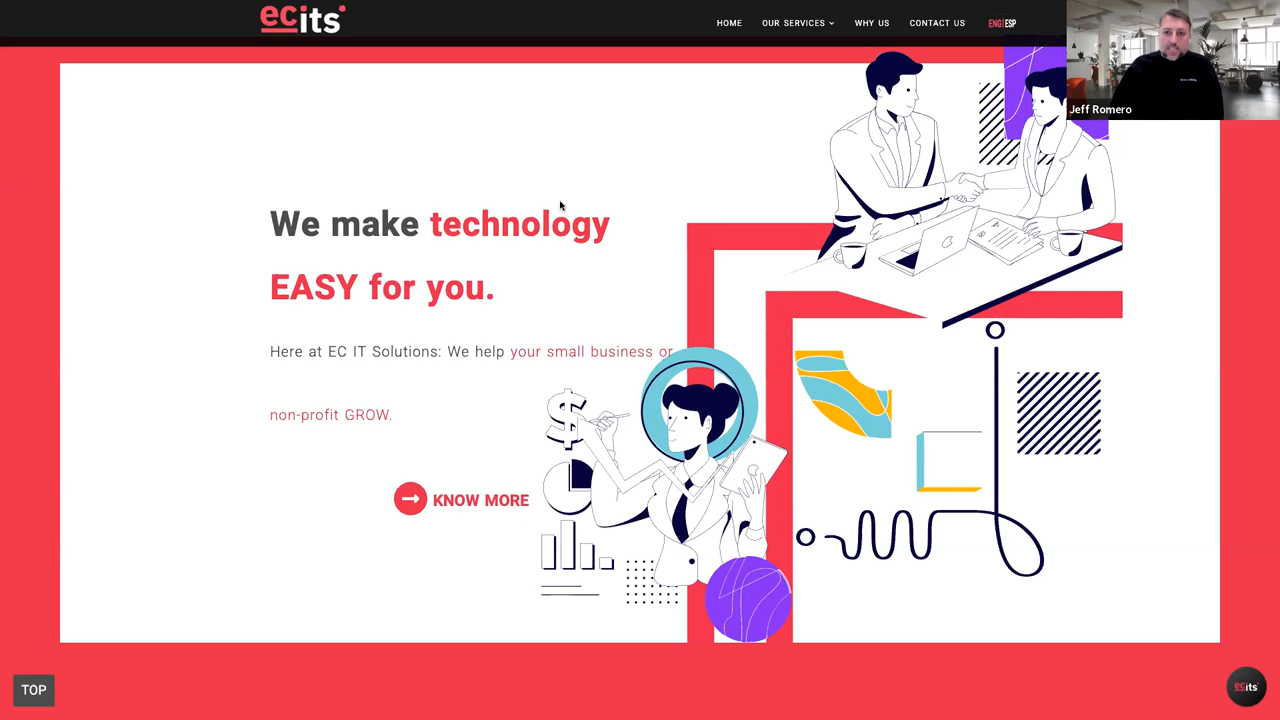 ecits
HOME
OUR SERVICES
WHY US
CONTACT US
ENG|ESP
Jeff Romero
We make technology
EASY for you.
Here at EC IT Solutions: We help your small business or
non-profit GROW.
KNOW MORE
TOP
ecits